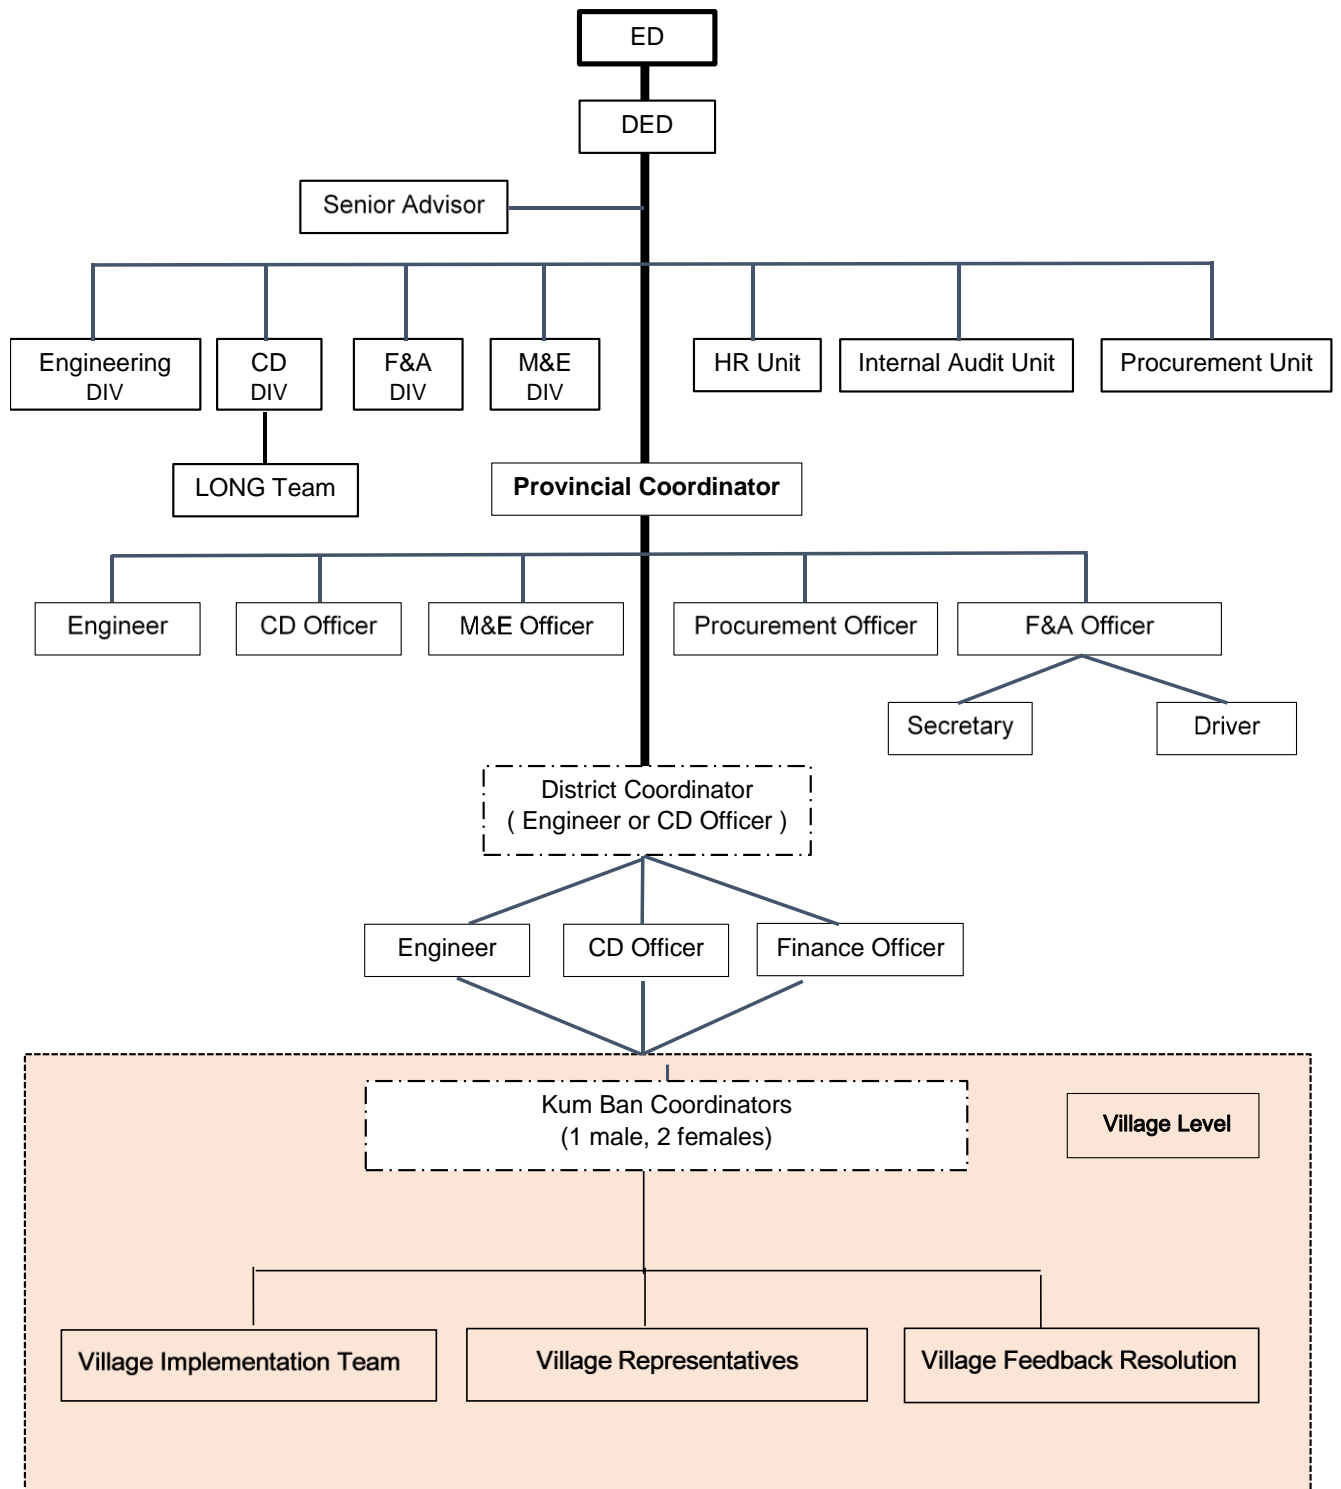 ED
DED
Senior Advisor
Engineering
DIV
CD
DIV
F&A
DIV
M&E
DIV
HR Unit
Internal Audit Unit
Procurement Unit
LONG Team
Provincial Coordinator
Engineer
CD Officer
M&E Officer
Procurement Officer
F&A Officer
Secretary
Driver
District Coordinator
( Engineer or CD Officer )
Engineer
CD Officer
Finance Officer
Kum Ban Coordinators
(1 male, 2 females)
Village Level
Village Implementation Team
Village Representatives
Village Feedback Resolution